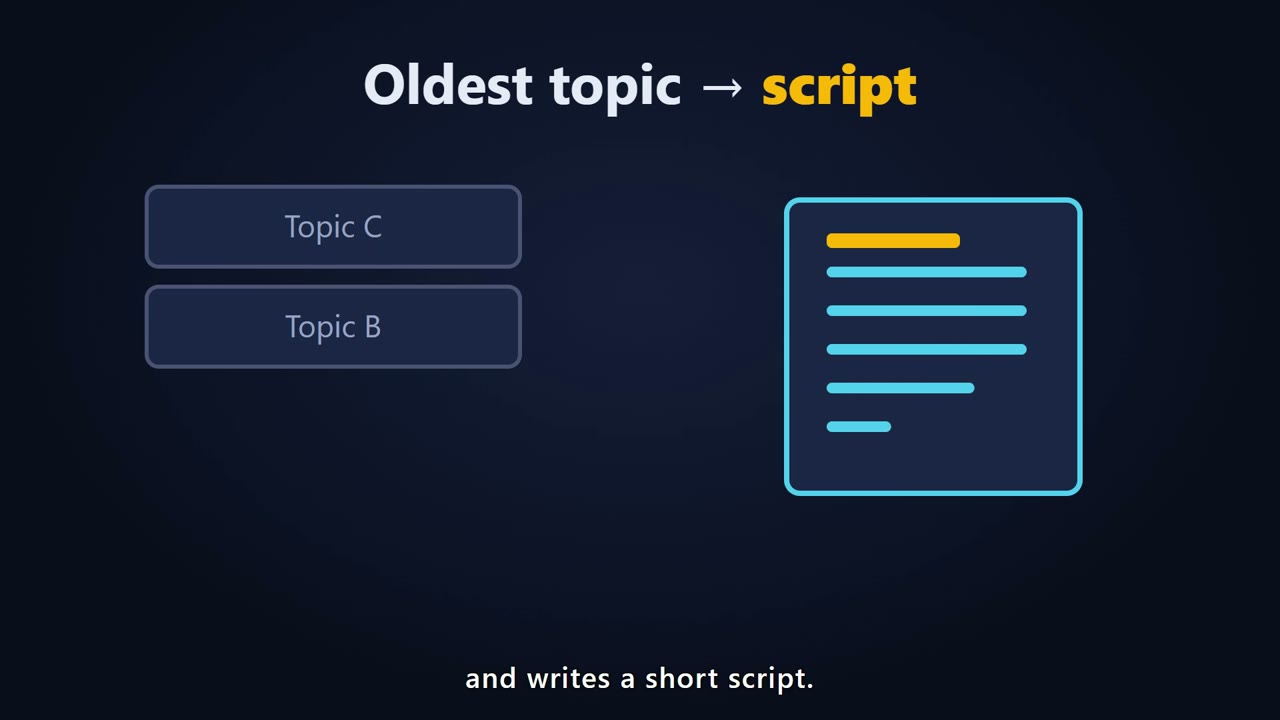 Oldest topic → script
Topic C
Topic B
and writes a short script.